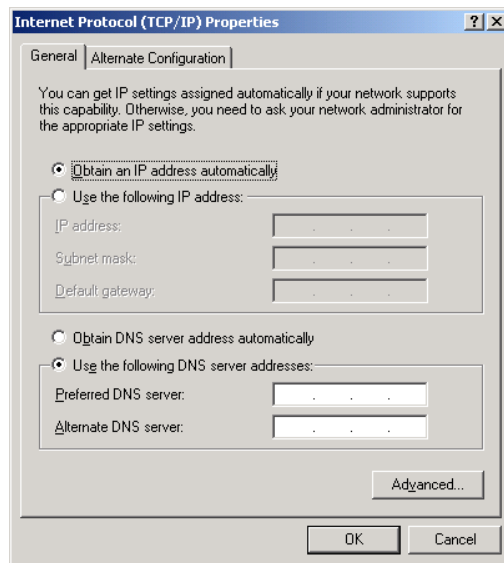 Internet Protocol (TCP/IP) Properties
General
Alternate Configuration
You can get IP settings assigned automatically if your network supports
this capability. Otherwise, you need to ask your network administrator for
the appropriate IP settings.
Obtain an IP address automatically
Use the following IP address:
IP address:
Subnet mask:
Default gateway:
Obtain DNS server address automatically
Use the following DNS server addresses:
Preferred DNS server:
Alternate DNS server:
Advanced...
OK
Cancel